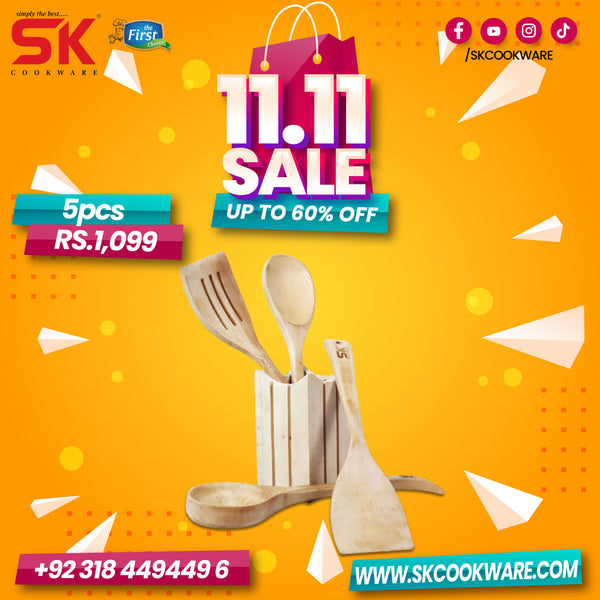 simply the best.....
SK®
COOKWARE
the
First
Choice
/SKCOOKWARE
11.11
SALE
UP TO 60% OFF
5pcs
RS.1,099
SK
+92 318 449449 6
WWW.SKCOOKWARE.COM